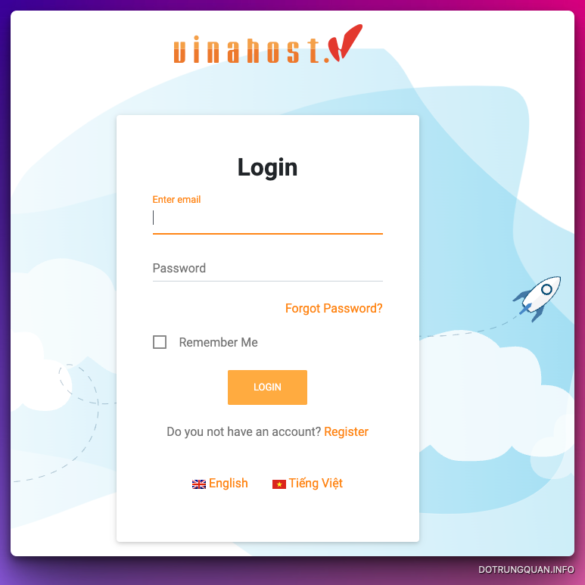 vinahost.
Login
Enter email
Password
Forgot Password?
Remember Me
LOGIN
Do you not have an account? Register
English Tiếng Việt
DOTRUNGQUAN.INFO